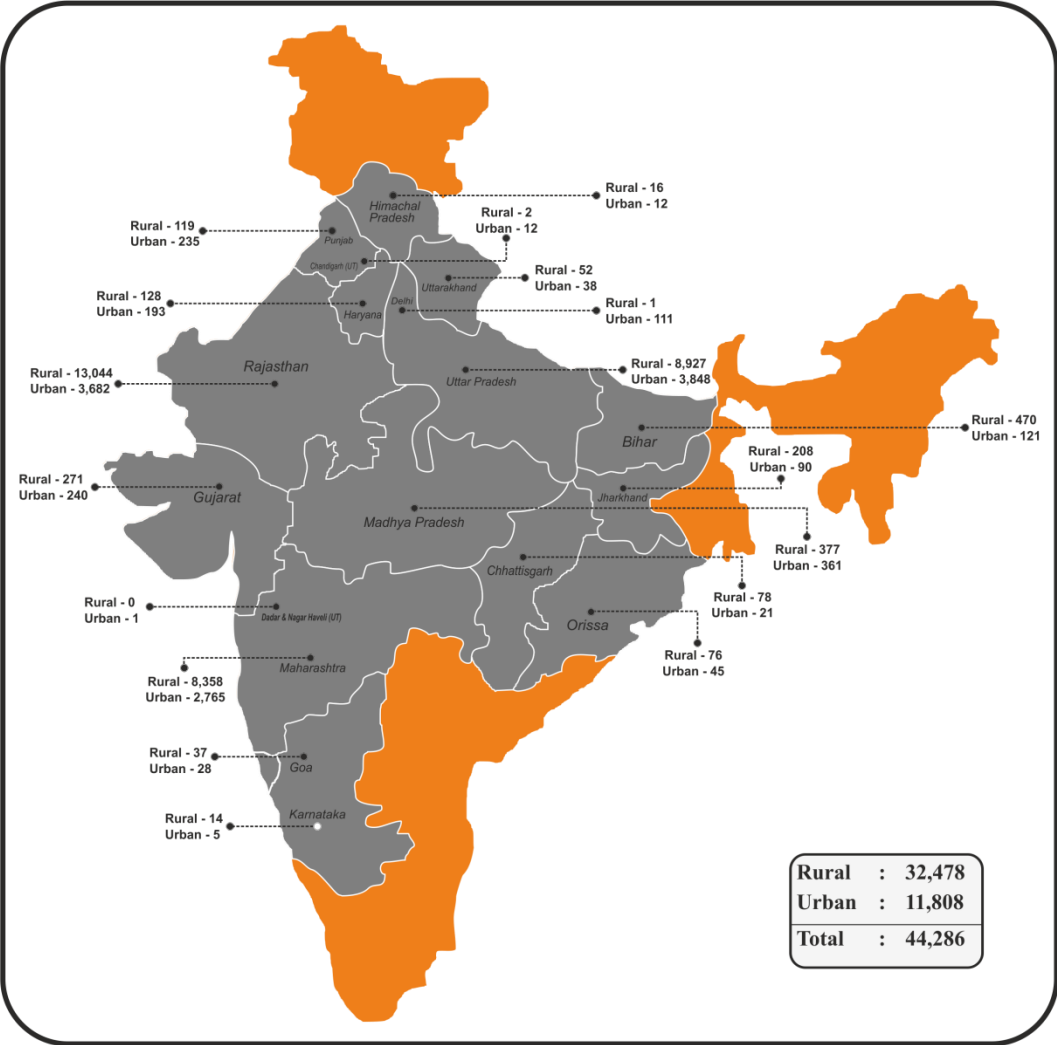 Rural - 16
Urban - 12
Himachal
Pradesh
Rural - 2
Urban - 12
Rural - 119
Urban - 235
Punjab
Chandigarh (UT)
Rural - 52
Urban - 38
Uttarakhand
Rural - 128
Urban - 193
Haryana
Delhi
Rural - 1
Urban - 111
Rajasthan
Rural - 13,044
Urban - 3,682
Uttar Pradesh
Rural - 8,927
Urban - 3,848
Bihar
Rural - 470
Urban - 121
Rural - 208
Urban - 90
Rural - 271
Urban - 240
Gujarat
Jharkhand
Madhya Pradesh
Rural - 377
Urban - 361
Chhattisgarh
Rural - 78
Urban - 21
Rural - 0
Urban - 1
Dadar & Nagar Haveli (UT)
Orissa
Rural - 76
Urban - 45
Maharashtra
Rural - 8,358
Urban - 2,765
Rural - 37
Urban - 28
Goa
Karnataka
Rural - 14
Urban - 5
Rural : 32,478
Urban : 11,808
Total : 44,286